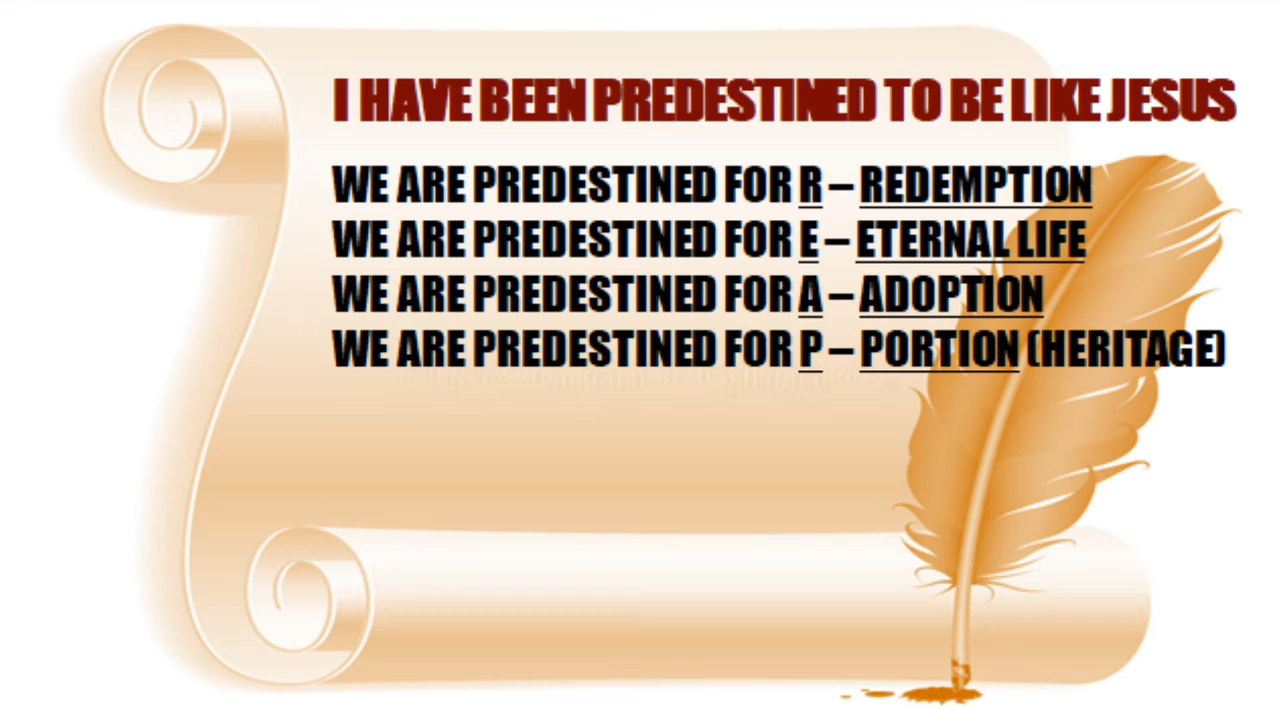 I HAVE BEEN PREDESTINED TO BE LIKE JESUS
WE ARE PREDESTINED FOR R – REDEMPTION
WE ARE PREDESTINED FOR E – ETERNAL LIFE
WE ARE PREDESTINED FOR A – ADOPTION
WE ARE PREDESTINED FOR P – PORTION (HERITAGE)